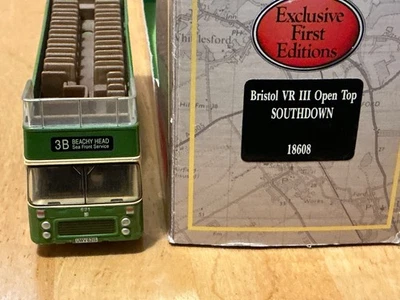 3B BEACHY HEAD
Sea Front Service
Exclusive
First
Editions
Bristol VR III Open Top
SOUTHDOWN
18608